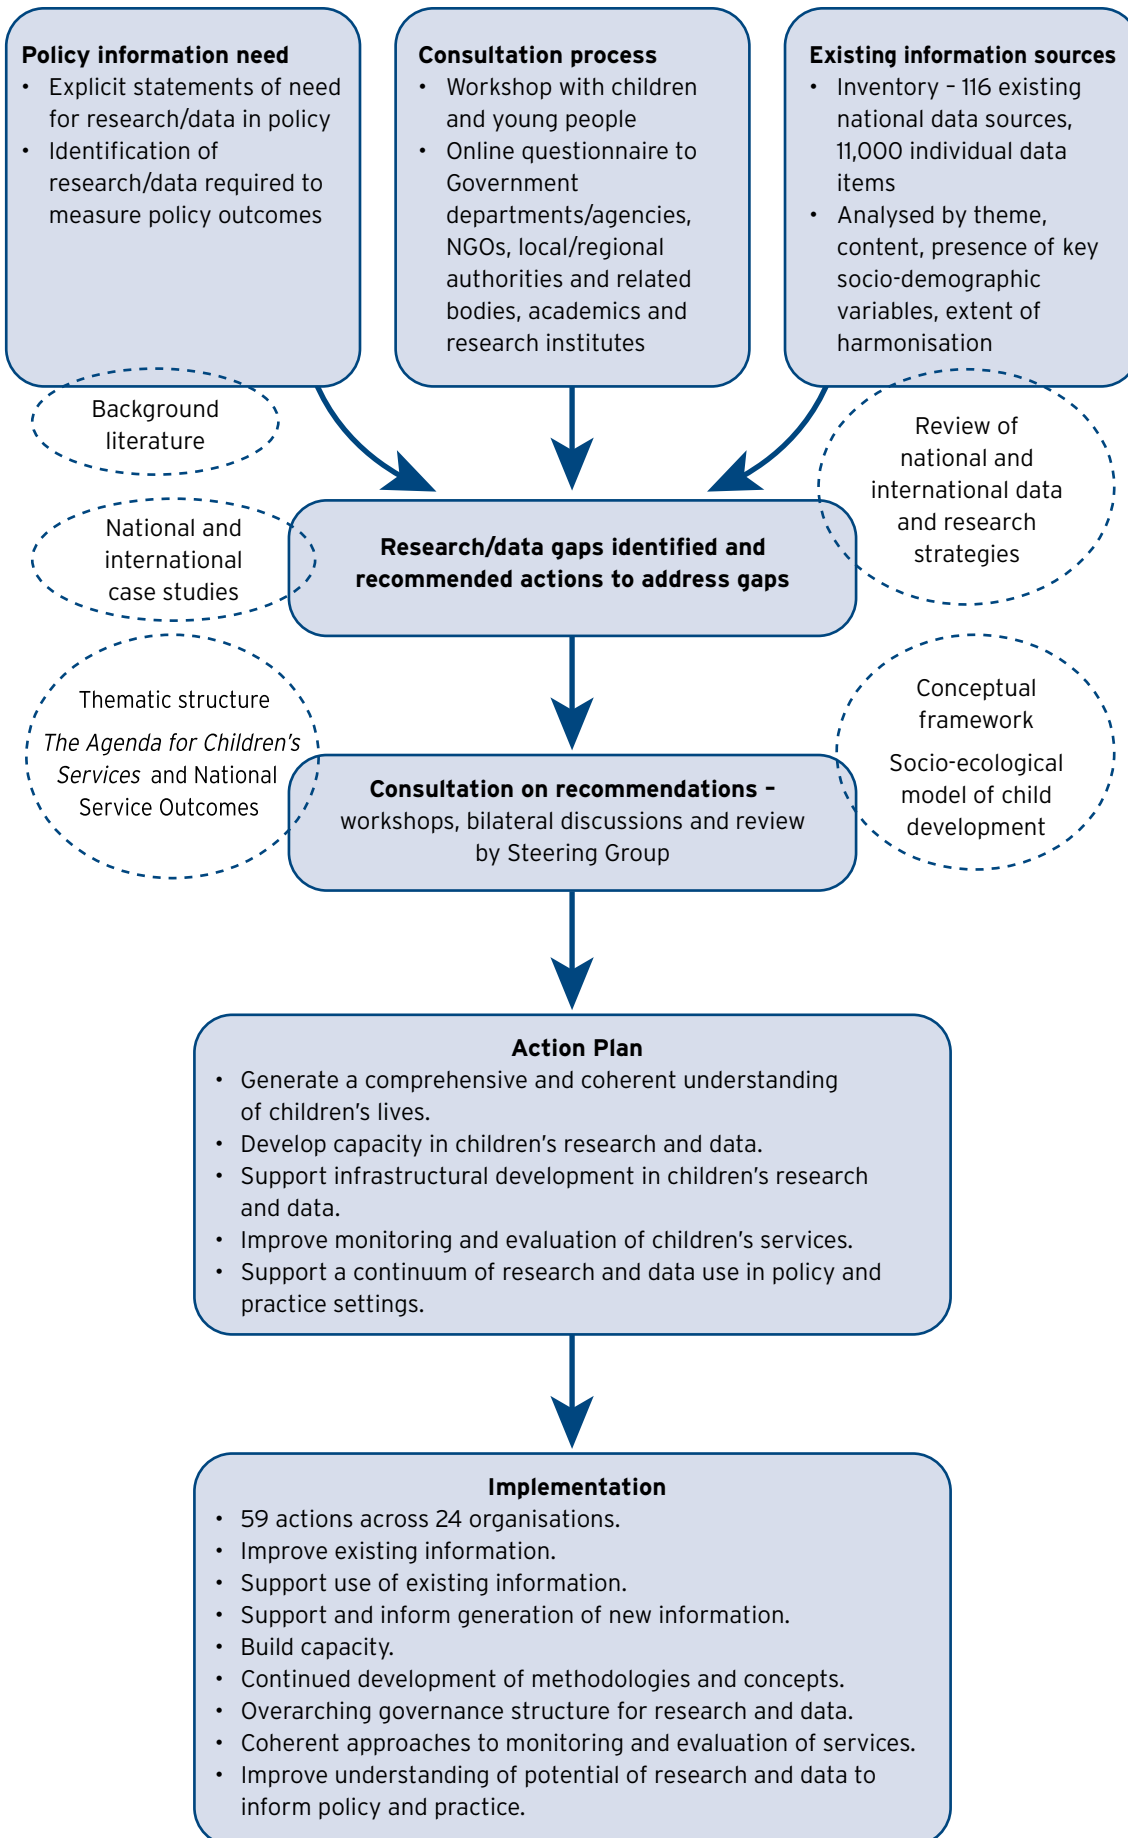 Policy information need
• Explicit statements of need
for research/data in policy
• Identification of
research/data required to
measure policy outcomes
Consultation process
• Workshop with children
and young people
• Online questionnaire to
Government
departments/agencies,
NGOs, local/regional
authorities and related
bodies, academics and
research institutes
Existing information sources
• Inventory – 116 existing
national data sources,
11,000 individual data
items
• Analysed by theme,
content, presence of key
socio-demographic
variables, extent of
harmonisation
Background
literature
Review of
national and
international data
and research
strategies
National and
international
case studies
Research/data gaps identified and
recommended actions to address gaps
Thematic structure
The Agenda for Children's
Services and National
Service Outcomes
Conceptual
framework
Socio-ecological
model of child
development
Consultation on recommendations –
workshops, bilateral discussions and review
by Steering Group
Action Plan
• Generate a comprehensive and coherent understanding
of children's lives.
• Develop capacity in children's research and data.
• Support infrastructural development in children's research
and data.
• Improve monitoring and evaluation of children's services.
• Support a continuum of research and data use in policy and
practice settings.
Implementation
• 59 actions across 24 organisations.
• Improve existing information.
• Support use of existing information.
• Support and inform generation of new information.
• Build capacity.
• Continued development of methodologies and concepts.
• Overarching governance structure for research and data.
• Coherent approaches to monitoring and evaluation of services.
• Improve understanding of potential of research and data to
inform policy and practice.